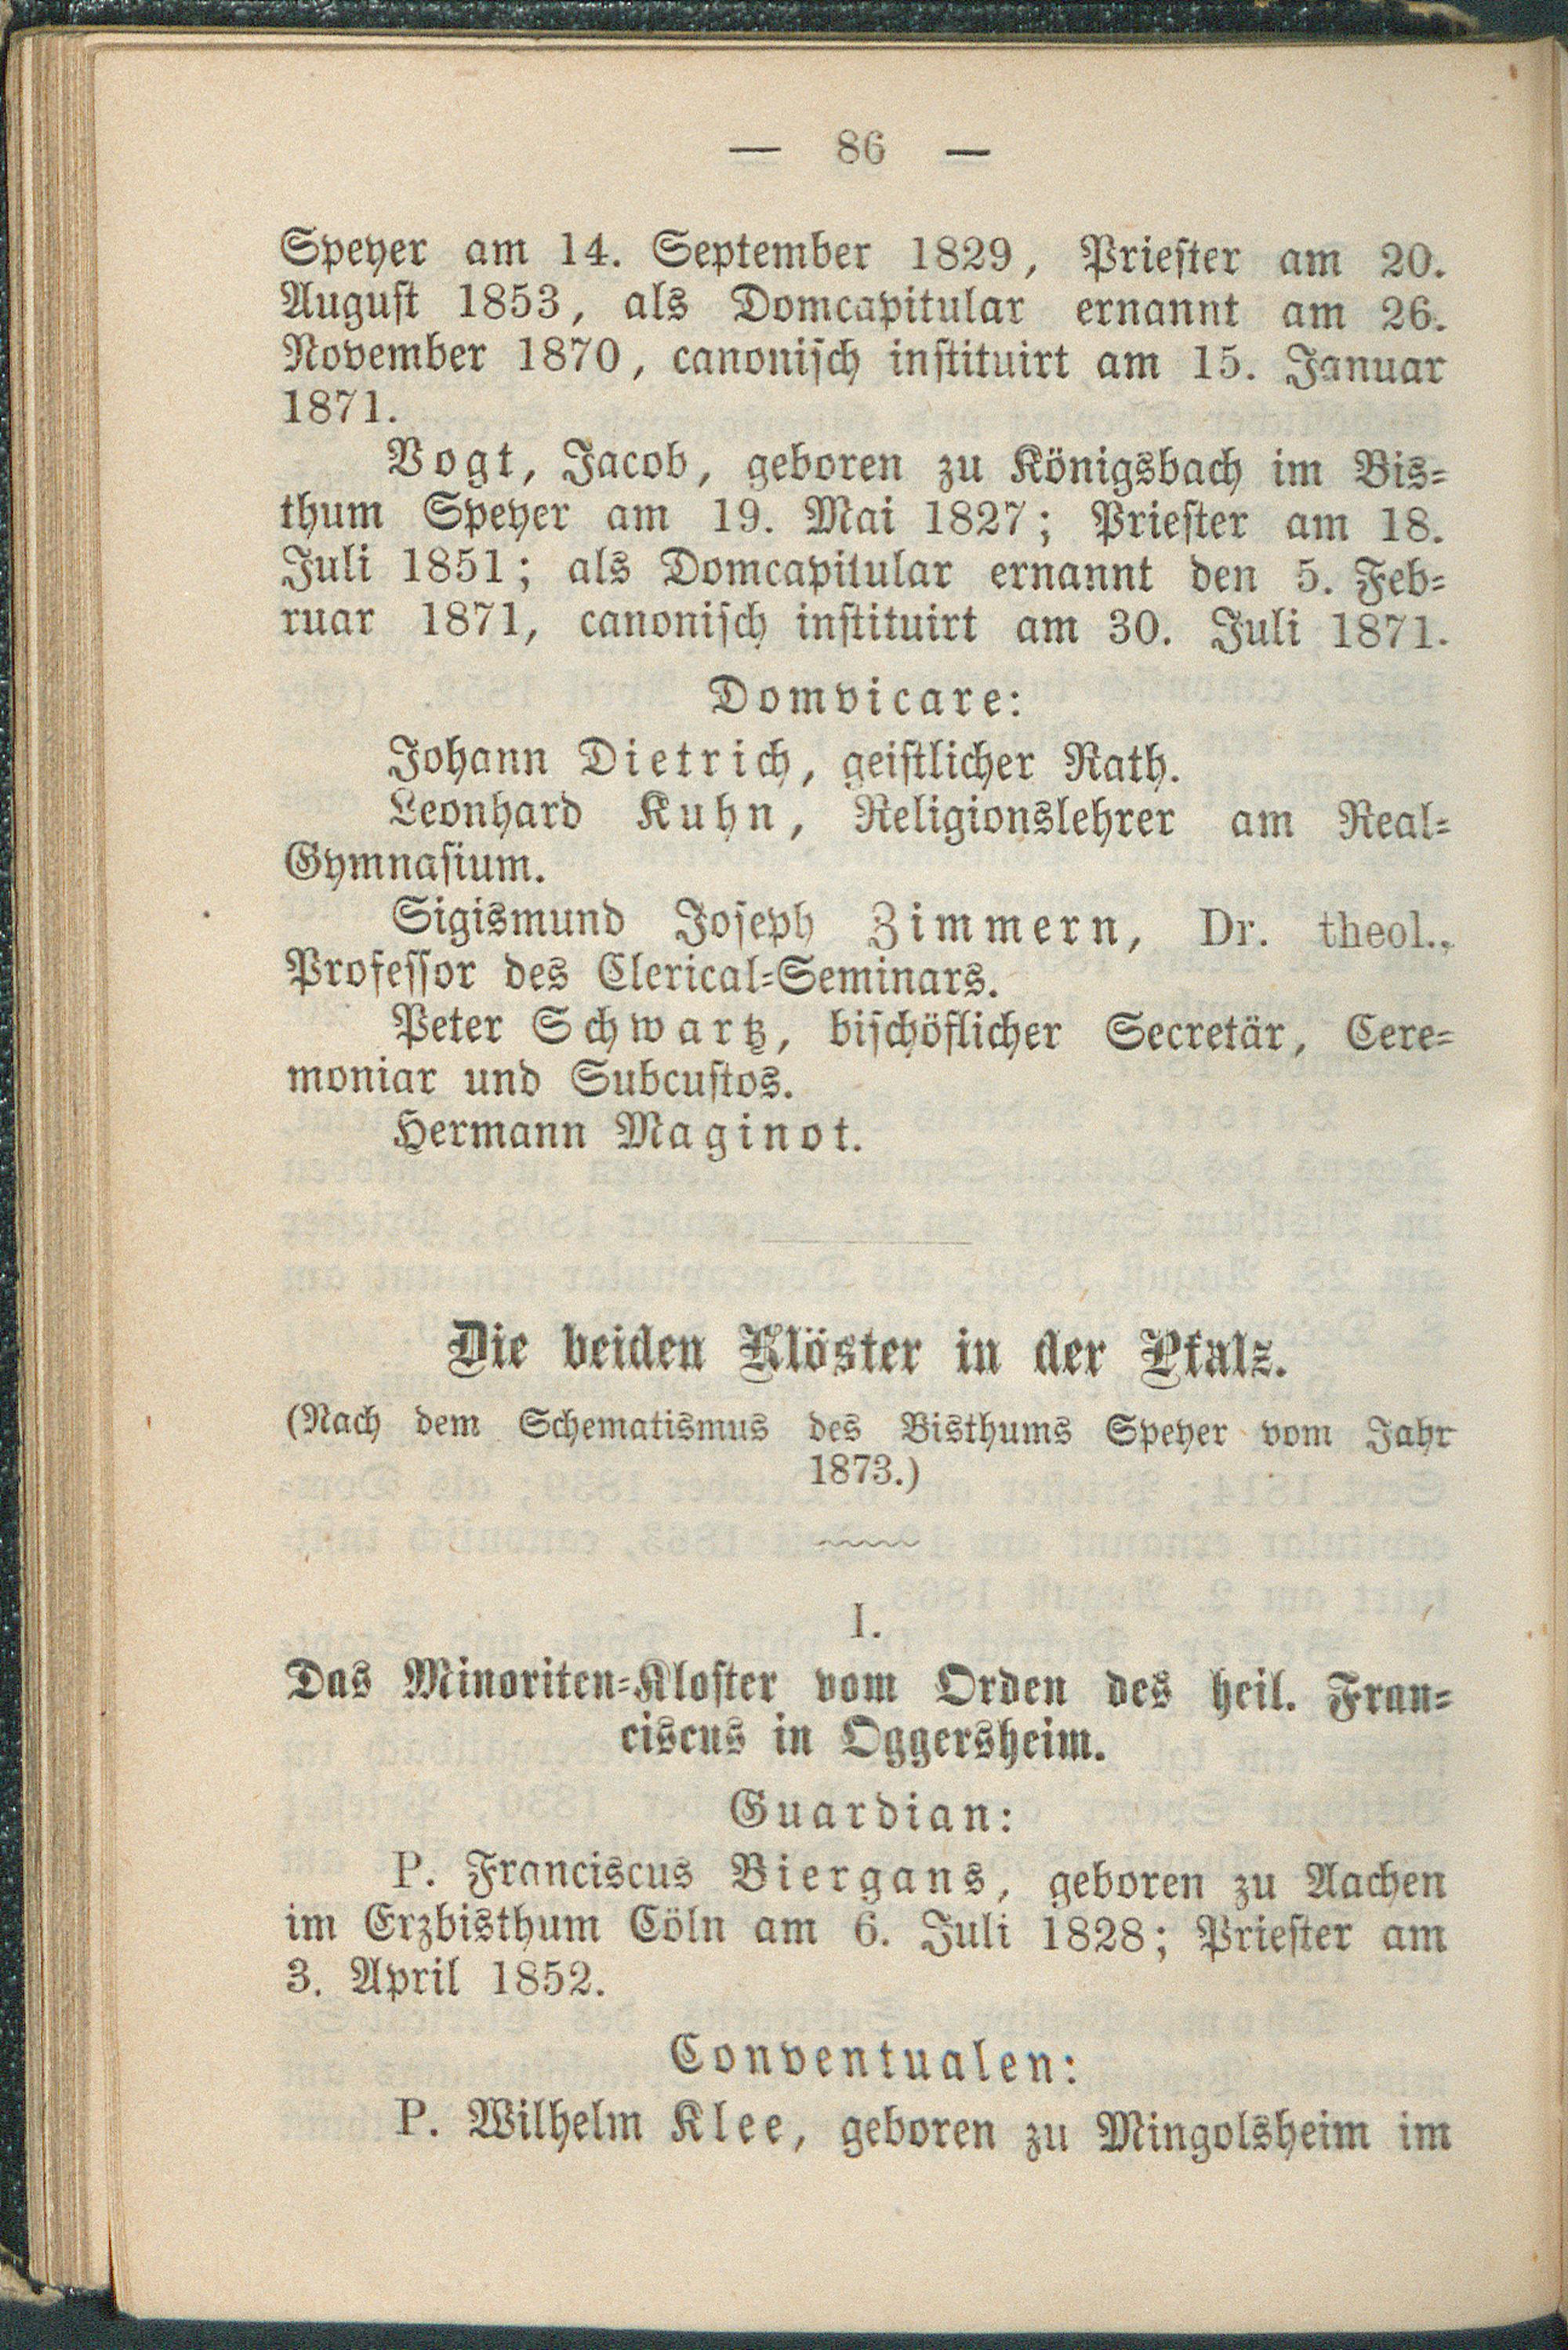 — 86 —
Speyer am 14. September 1829, Priester am 20.
August 1853, als Domcapitular ernannt am 26.
November 1870, canonisch instituirt am 15. Januar
1871.
Vogt, Jacob, geboren zu Königsbach im Bis-
thum Speyer am 19. Mai 1827; Priester am 18.
Juli 1851; als Domcapitular ernannt den 5. Feb-
ruar 1871, canonisch instituirt am 30. Juli 1871.
Domvicare:
Johann Dietrich, geistlicher Rath.
Leonhard Kuhn, Religionslehrer am Real-
Gymnasium.
Sigismund Joseph Zimmern, Dr. theol.,
Professor des Clerical-Seminars.
Peter Schwartz, bischöflicher Secretär, Cere-
moniar und Subcustos.
Hermann Maginot.
Die beiden Klöster in der Pfalz.
(Nach dem Schematismus des Bisthums Speyer vom Jahr
1873.)
I.
Das Minoriten-Kloster vom Orden des heil. Fran-
ciscus in Oggersheim.
Guardian:
P. Franciscus Biergans, geboren zu Aachen
im Erzbisthum Cöln am 6. Juli 1828; Priester am
3. April 1852.
Conventualen:
P. Wilhelm Klee, geboren zu Mingolsheim im